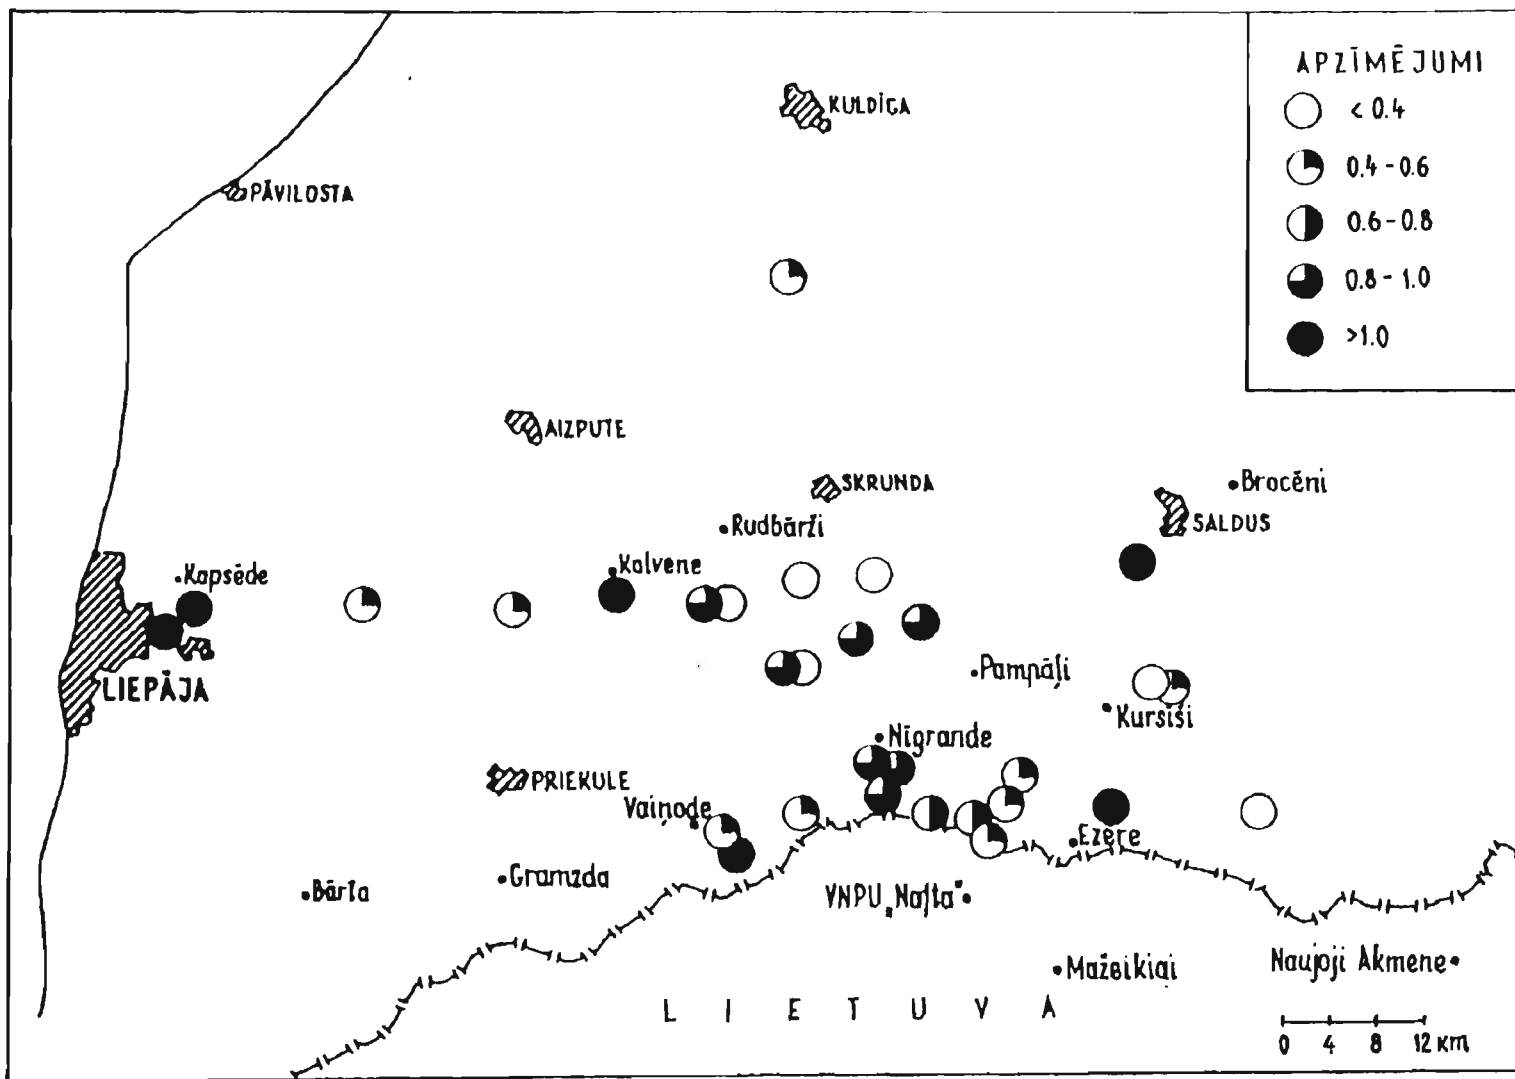 APZĪMĒJUMI
< 0.4
0.4 - 0.6
0.6 - 0.8
0.8 - 1.0
>1.0
KULDĪGA
PĀVILOSTA
AIZPUTE
SKRUNDA
Brocēni
SALDUS
Rudbārži
Kalvene
Kapsēde
LIEPĀJA
Pampāļi
Kursīši
Nīgrande
PRIEKULE
Vaiņode
Ezere
Gramzda
Bārta
VNPU „Nafta"
Mažeikiai
Naujoji Akmene
LIETUVA
0 4 8 12 KM